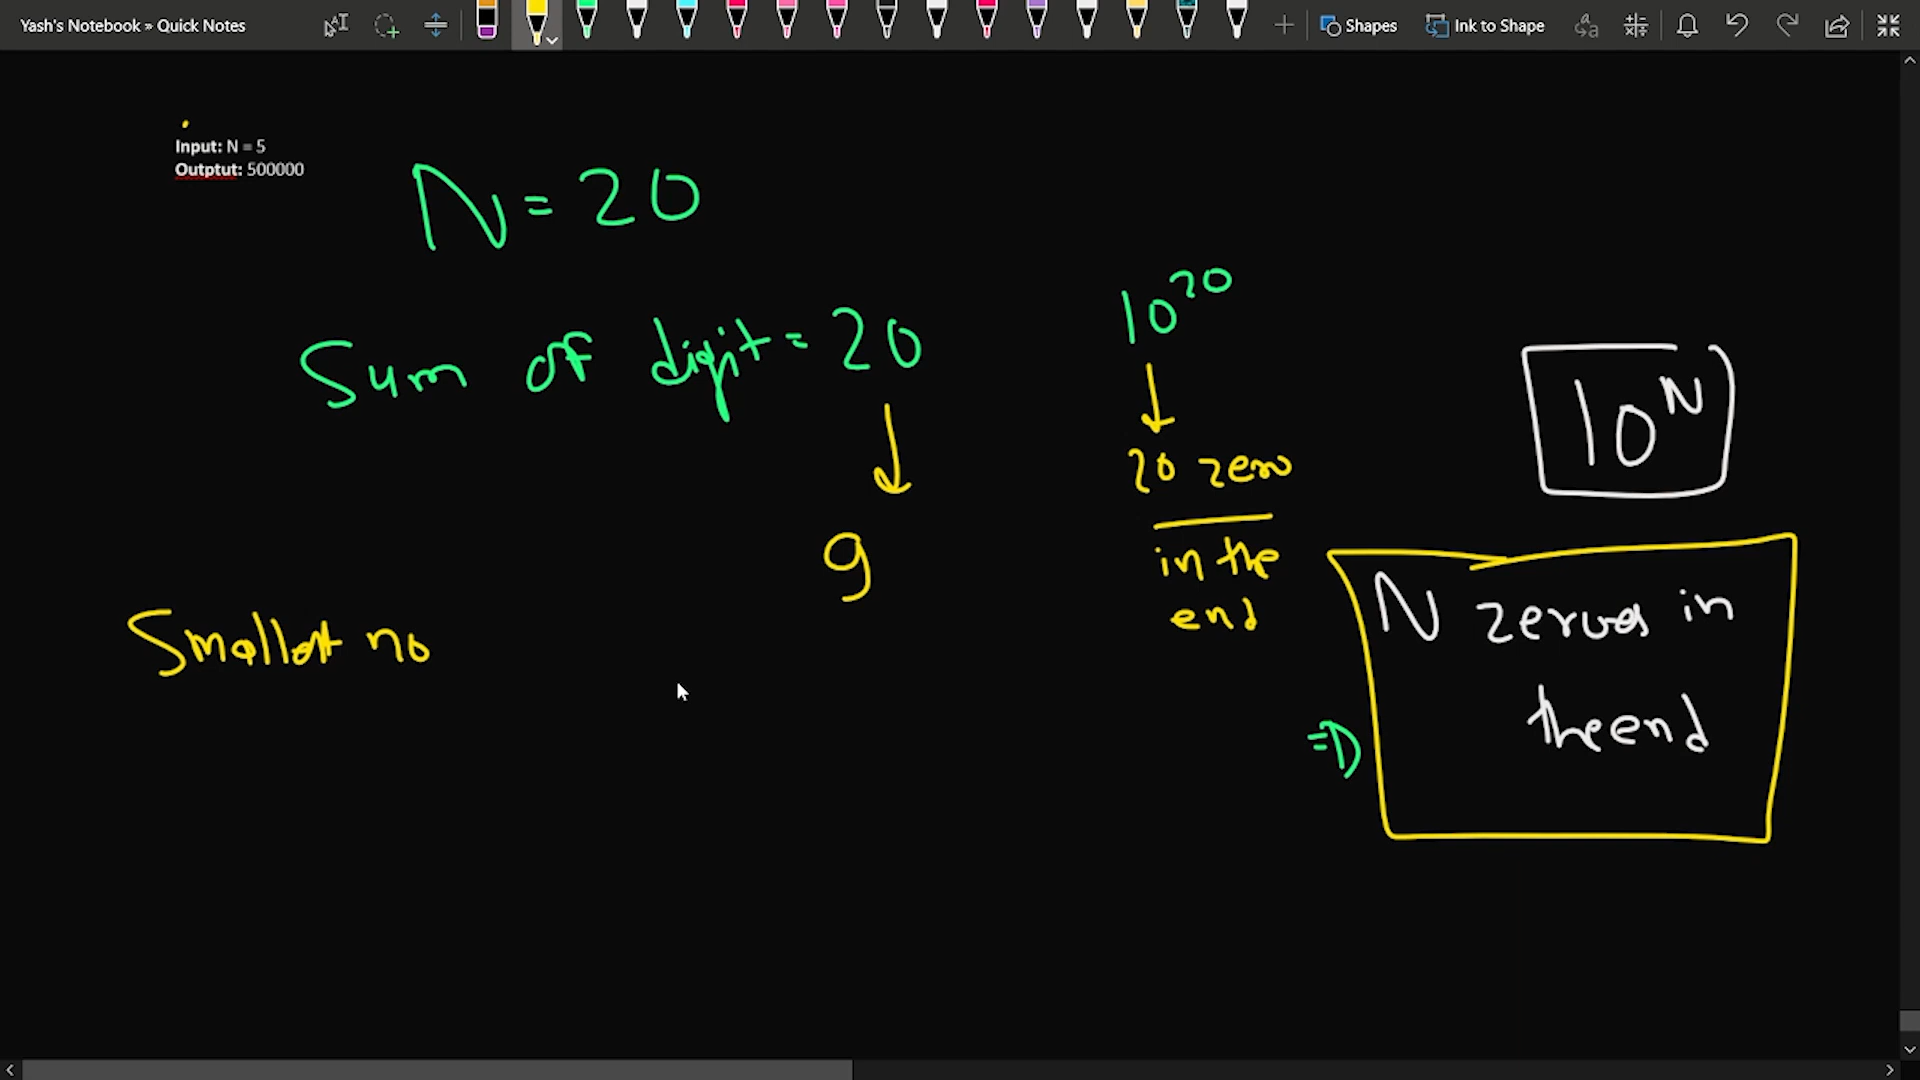 Yash's Notebook » Quick Notes
Shapes
Ink to Shape
Input: N = 5
Outptut: 500000
N = 20
Sum of digit = 20
9
Smallest no
10^20
20 zero
in the
end
10^N
N zeroes in
the end